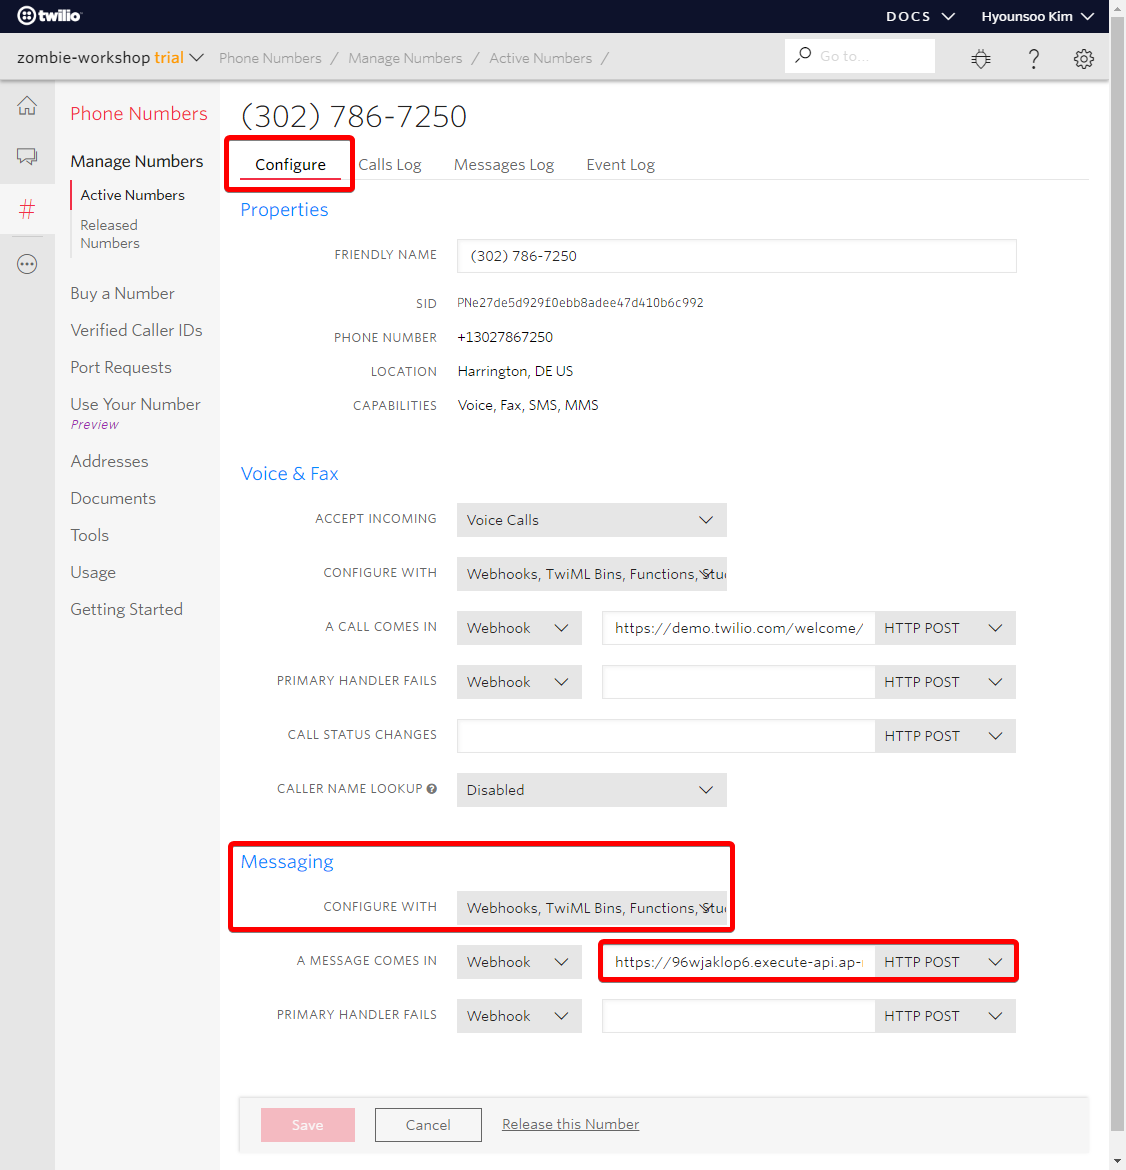 twilio
DOCS
Hyounsoo Kim
zombie-workshop trial
Phone Numbers / Manage Numbers / Active Numbers /
Go to...
Phone Numbers
Manage Numbers
Active Numbers
Released
Numbers
Buy a Number
Verified Caller IDs
Port Requests
Use Your Number
Preview
Addresses
Documents
Tools
Usage
Getting Started
(302) 786-7250
Configure
Calls Log
Messages Log
Event Log
Properties
FRIENDLY NAME (302) 786-7250
SID PNe27de5d929f0ebb8adee47d410b6c992
PHONE NUMBER +13027867250
LOCATION Harrington, DE US
CAPABILITIES Voice, Fax, SMS, MMS
Voice & Fax
ACCEPT INCOMING Voice Calls
CONFIGURE WITH Webhooks, TwiML Bins, Functions, Stu
A CALL COMES IN Webhook https://demo.twilio.com/welcome/ HTTP POST
PRIMARY HANDLER FAILS Webhook HTTP POST
CALL STATUS CHANGES HTTP POST
CALLER NAME LOOKUP ? Disabled
Messaging
CONFIGURE WITH Webhooks, TwiML Bins, Functions, Stu
A MESSAGE COMES IN Webhook https://96wjaklop6.execute-api.ap- HTTP POST
PRIMARY HANDLER FAILS Webhook HTTP POST
Save
Cancel
Release this Number